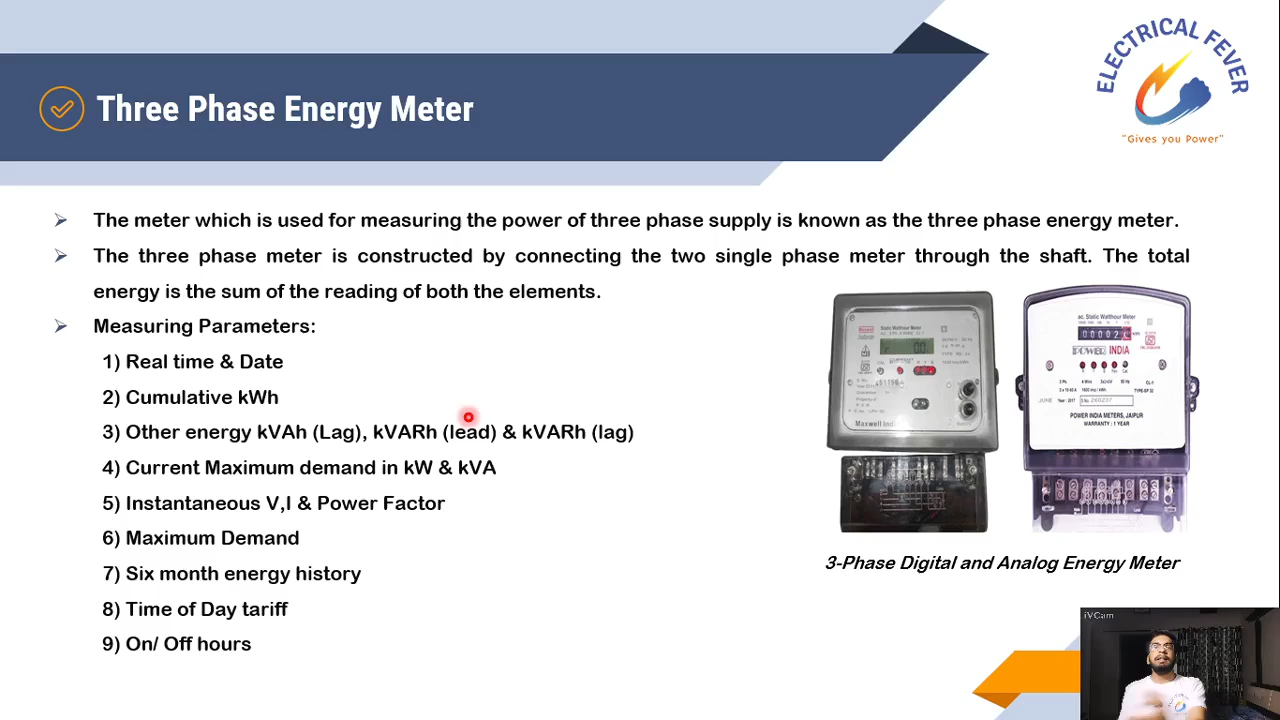 ELECTRICAL FEVER
"Gives you Power"
Three Phase Energy Meter
The meter which is used for measuring the power of three phase supply is known as the three phase energy meter.
The three phase meter is constructed by connecting the two single phase meter through the shaft. The total
energy is the sum of the reading of both the elements.
Measuring Parameters:
1) Real time & Date
2) Cumulative kWh
3) Other energy kVAh (Lag), kVARh (lead) & kVARh (lag)
4) Current Maximum demand in kW & kVA
5) Instantaneous V,I & Power Factor
6) Maximum Demand
7) Six month energy history
8) Time of Day tariff
9) On/ Off hours
Static Watthour Meter
Maxwell Ind
ac. Static Watthour Meter
POWER INDIA
JUNE
260237
POWER INDIA METERS, JAIPUR
WARRANTY : 1 YEAR
3-Phase Digital and Analog Energy Meter
iVCam